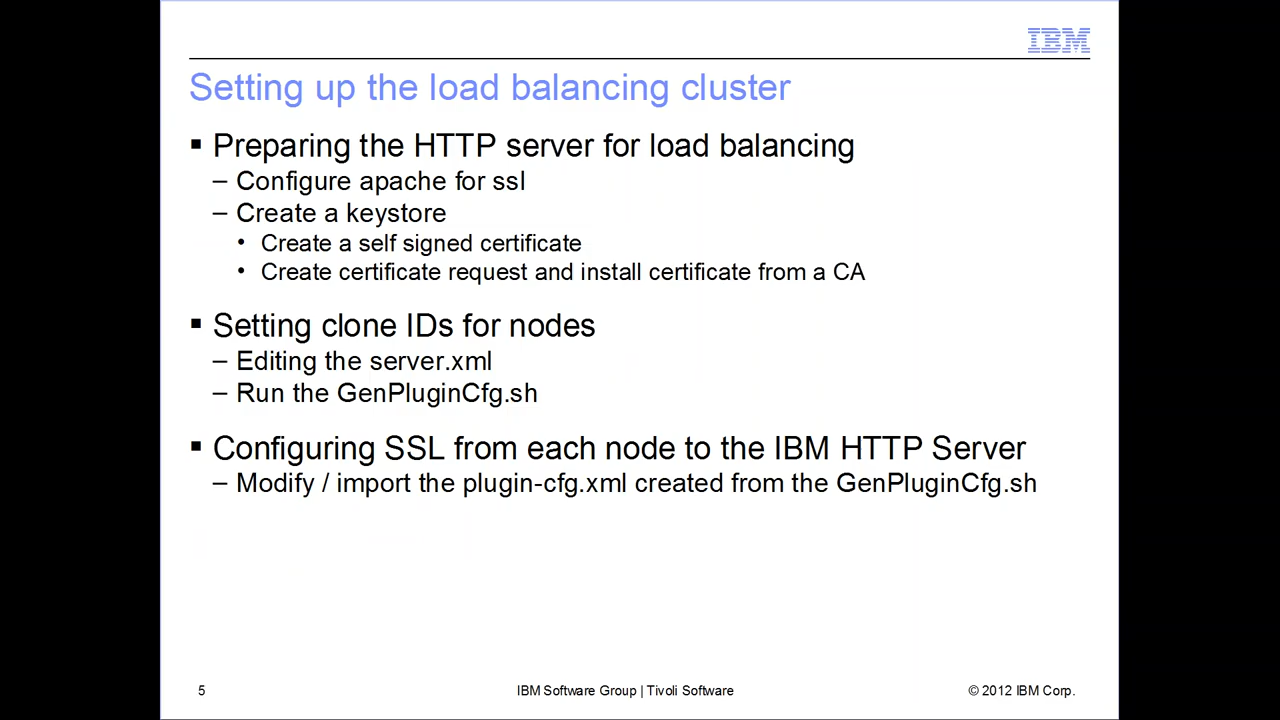 IBM
Setting up the load balancing cluster
▪ Preparing the HTTP server for load balancing
– Configure apache for ssl
– Create a keystore
• Create a self signed certificate
• Create certificate request and install certificate from a CA
▪ Setting clone IDs for nodes
– Editing the server.xml
– Run the GenPluginCfg.sh
▪ Configuring SSL from each node to the IBM HTTP Server
– Modify / import the plugin-cfg.xml created from the GenPluginCfg.sh
5 IBM Software Group | Tivoli Software © 2012 IBM Corp.